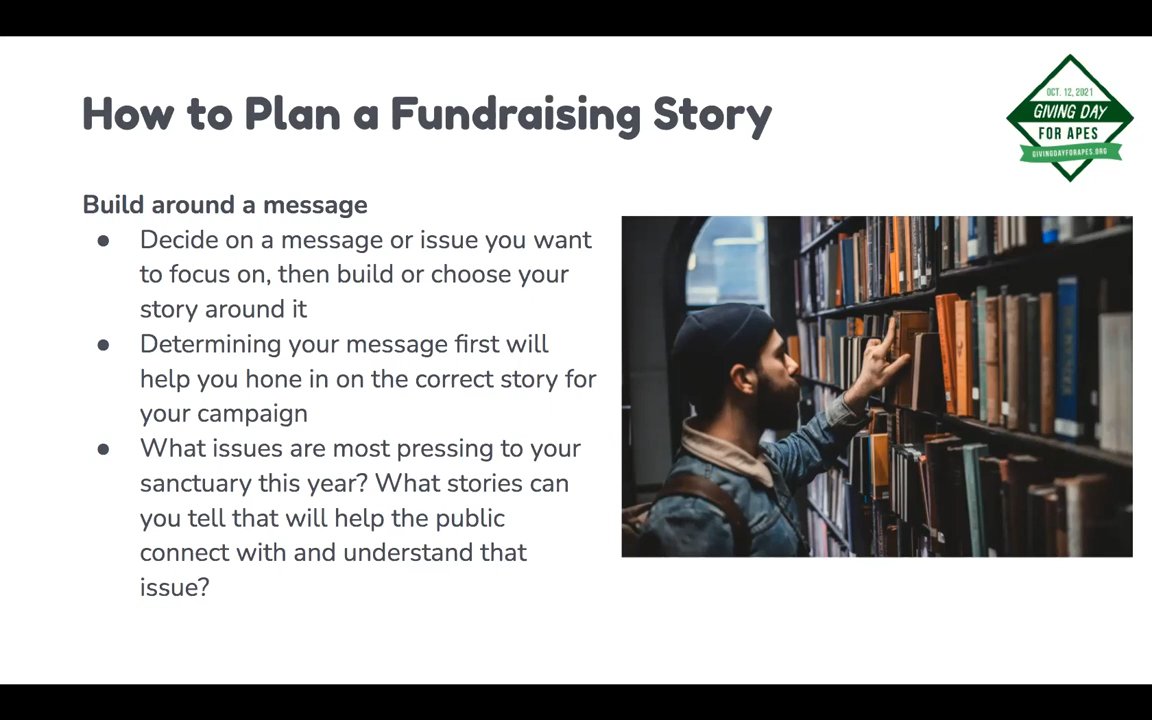 How to Plan a Fundraising Story
OCT. 12, 2021
GIVING DAY
FOR APES
GIVINGDAYFORAPES.ORG
Build around a message
● Decide on a message or issue you want
to focus on, then build or choose your
story around it
● Determining your message first will
help you hone in on the correct story for
your campaign
● What issues are most pressing to your
sanctuary this year? What stories can
you tell that will help the public
connect with and understand that
issue?